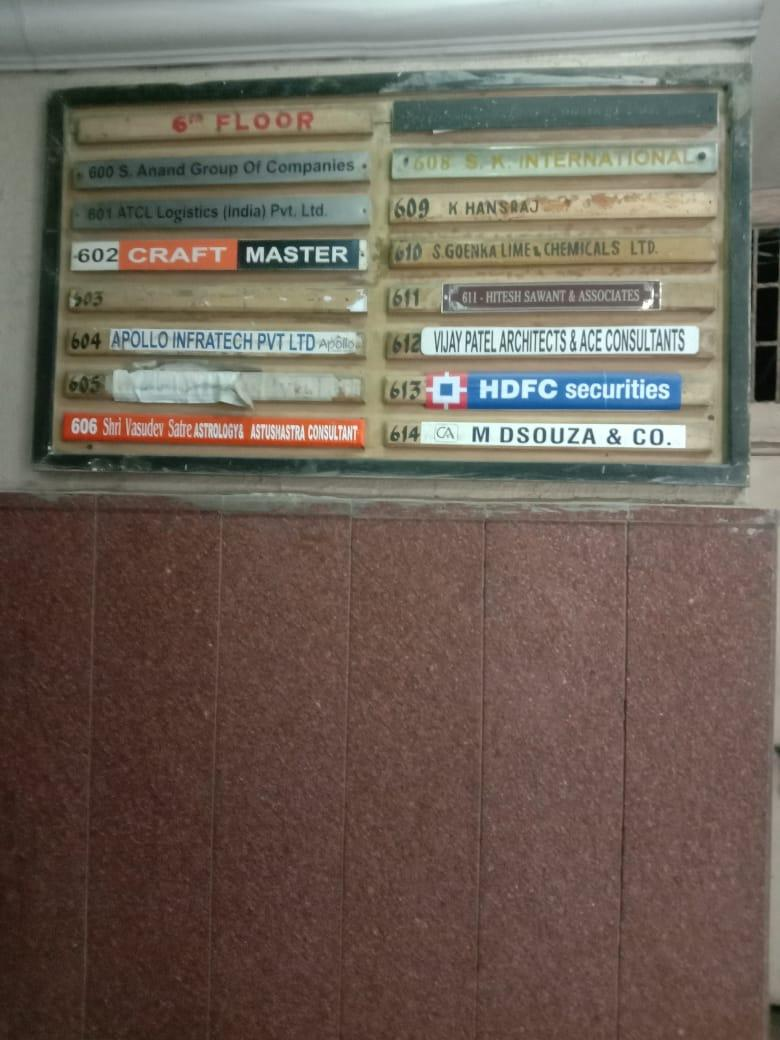 6TH FLOOR
600 S. Anand Group Of Companies
601 ATCL Logistics (India) Pvt. Ltd.
602 CRAFT MASTER
603
604 APOLLO INFRATECH PVT LTD Apollo
605
606 Shri Vasudev Satre ASTROLOGY & ASTUSHASTRA CONSULTANT
608 S. K. INTERNATIONAL
609 K HANSRAJ
610 S.GOENKA LIME & CHEMICALS LTD.
611 611 - HITESH SAWANT & ASSOCIATES
612 VIJAY PATEL ARCHITECTS & ACE CONSULTANTS
613 HDFC securities
614 CA M DSOUZA & CO.